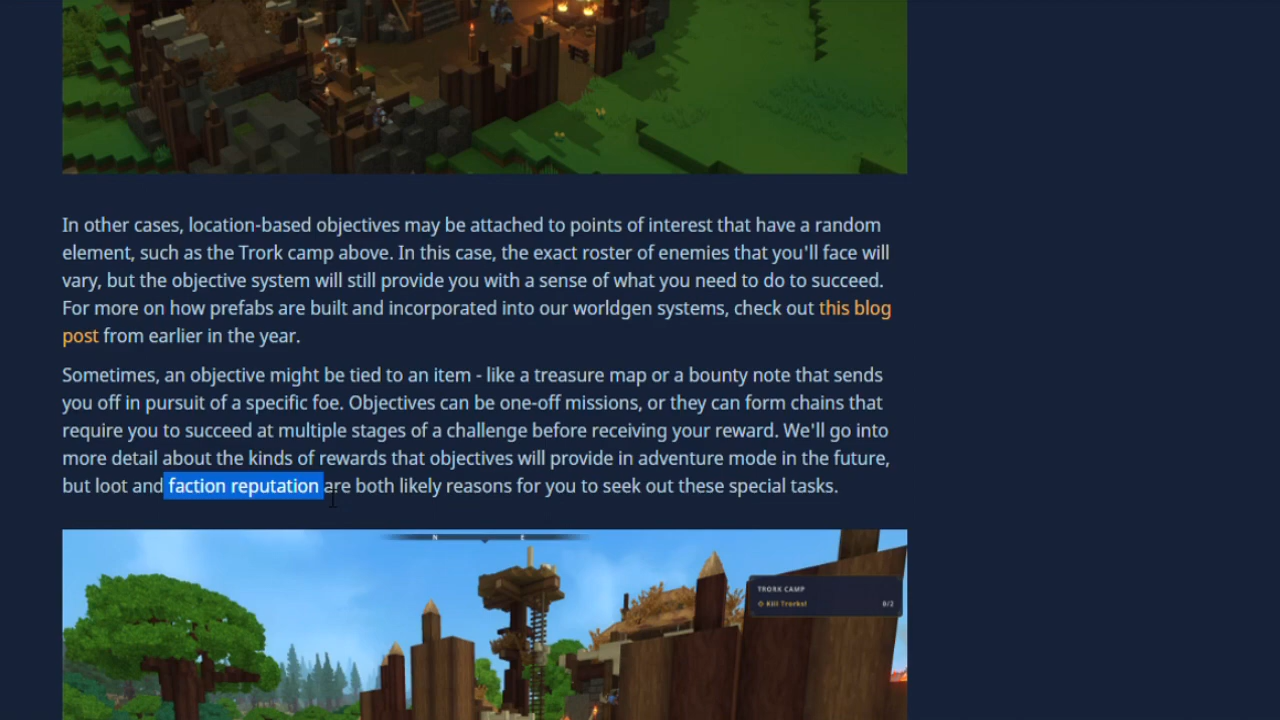 In other cases, location-based objectives may be attached to points of interest that have a random
element, such as the Trork camp above. In this case, the exact roster of enemies that you'll face will
vary, but the objective system will still provide you with a sense of what you need to do to succeed.
For more on how prefabs are built and incorporated into our worldgen systems, check out this blog
post from earlier in the year.
Sometimes, an objective might be tied to an item - like a treasure map or a bounty note that sends
you off in pursuit of a specific foe. Objectives can be one-off missions, or they can form chains that
require you to succeed at multiple stages of a challenge before receiving your reward. We'll go into
more detail about the kinds of rewards that objectives will provide in adventure mode in the future,
but loot and faction reputation are both likely reasons for you to seek out these special tasks.
N E
TRORK CAMP
Kill Trorks! 0/2